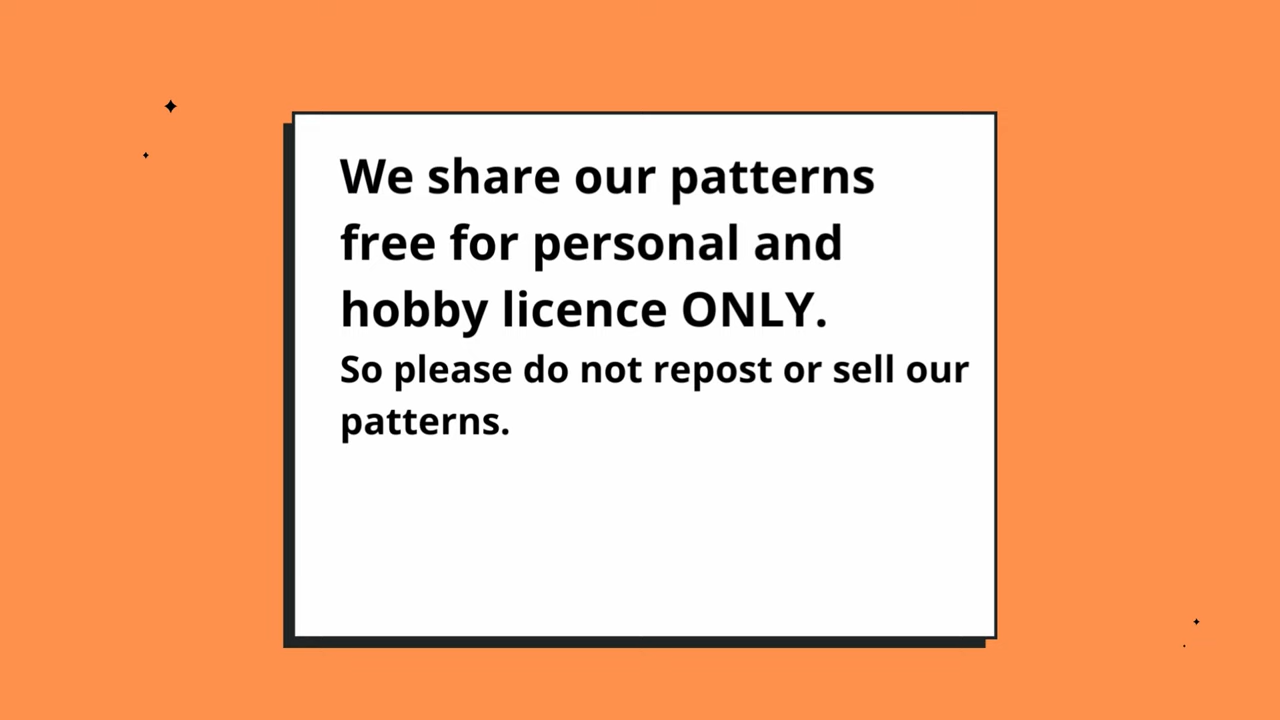 We share our patterns
free for personal and
hobby licence ONLY.
So please do not repost or sell our
patterns.